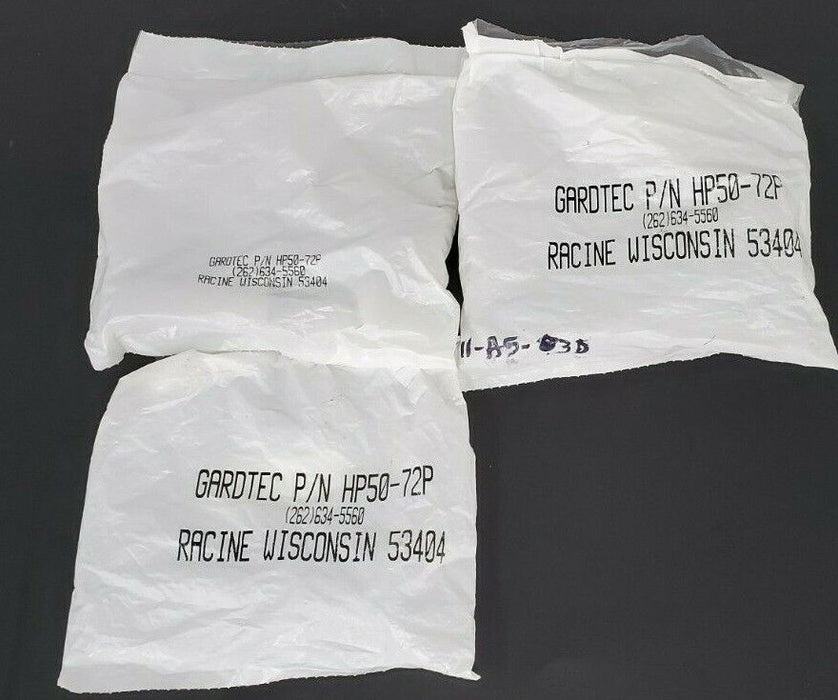 GARDTEC P/N HP50-72P
(262)634-5560
RACINE WISCONSIN 53404
GARDTEC P/N HP50-72P
(262)634-5560
RACINE WISCONSIN 53404
GARDTEC P/N HP50-72P
(262)634-5560
RACINE WISCONSIN 53404